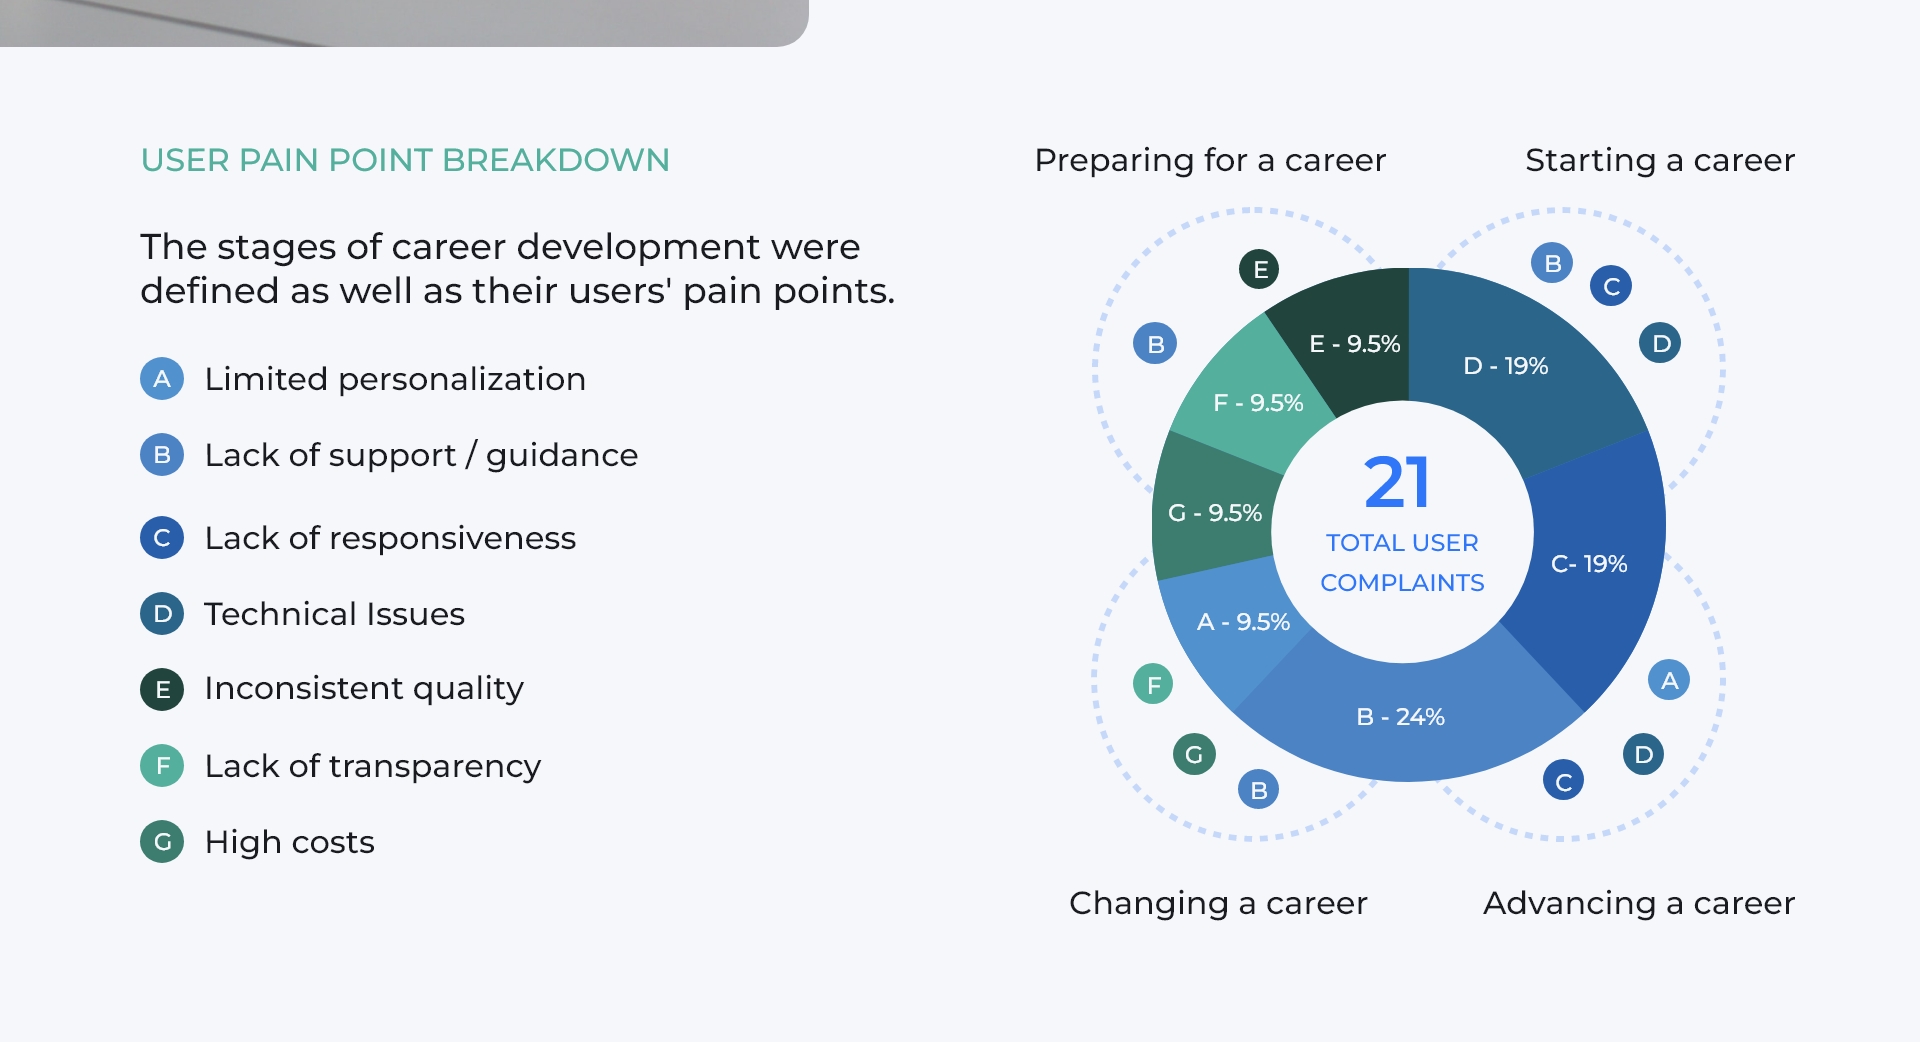 USER PAIN POINT BREAKDOWN
The stages of career development were
defined as well as their users' pain points.
A Limited personalization
B Lack of support / guidance
C Lack of responsiveness
D Technical Issues
E Inconsistent quality
F Lack of transparency
G High costs
Preparing for a career
Starting a career
E
B
B
C
D
E - 9.5%
D - 19%
F - 9.5%
G - 9.5%
C- 19%
A - 9.5%
B - 24%
21
TOTAL USER
COMPLAINTS
F
G
B
A
D
C
Changing a career
Advancing a career